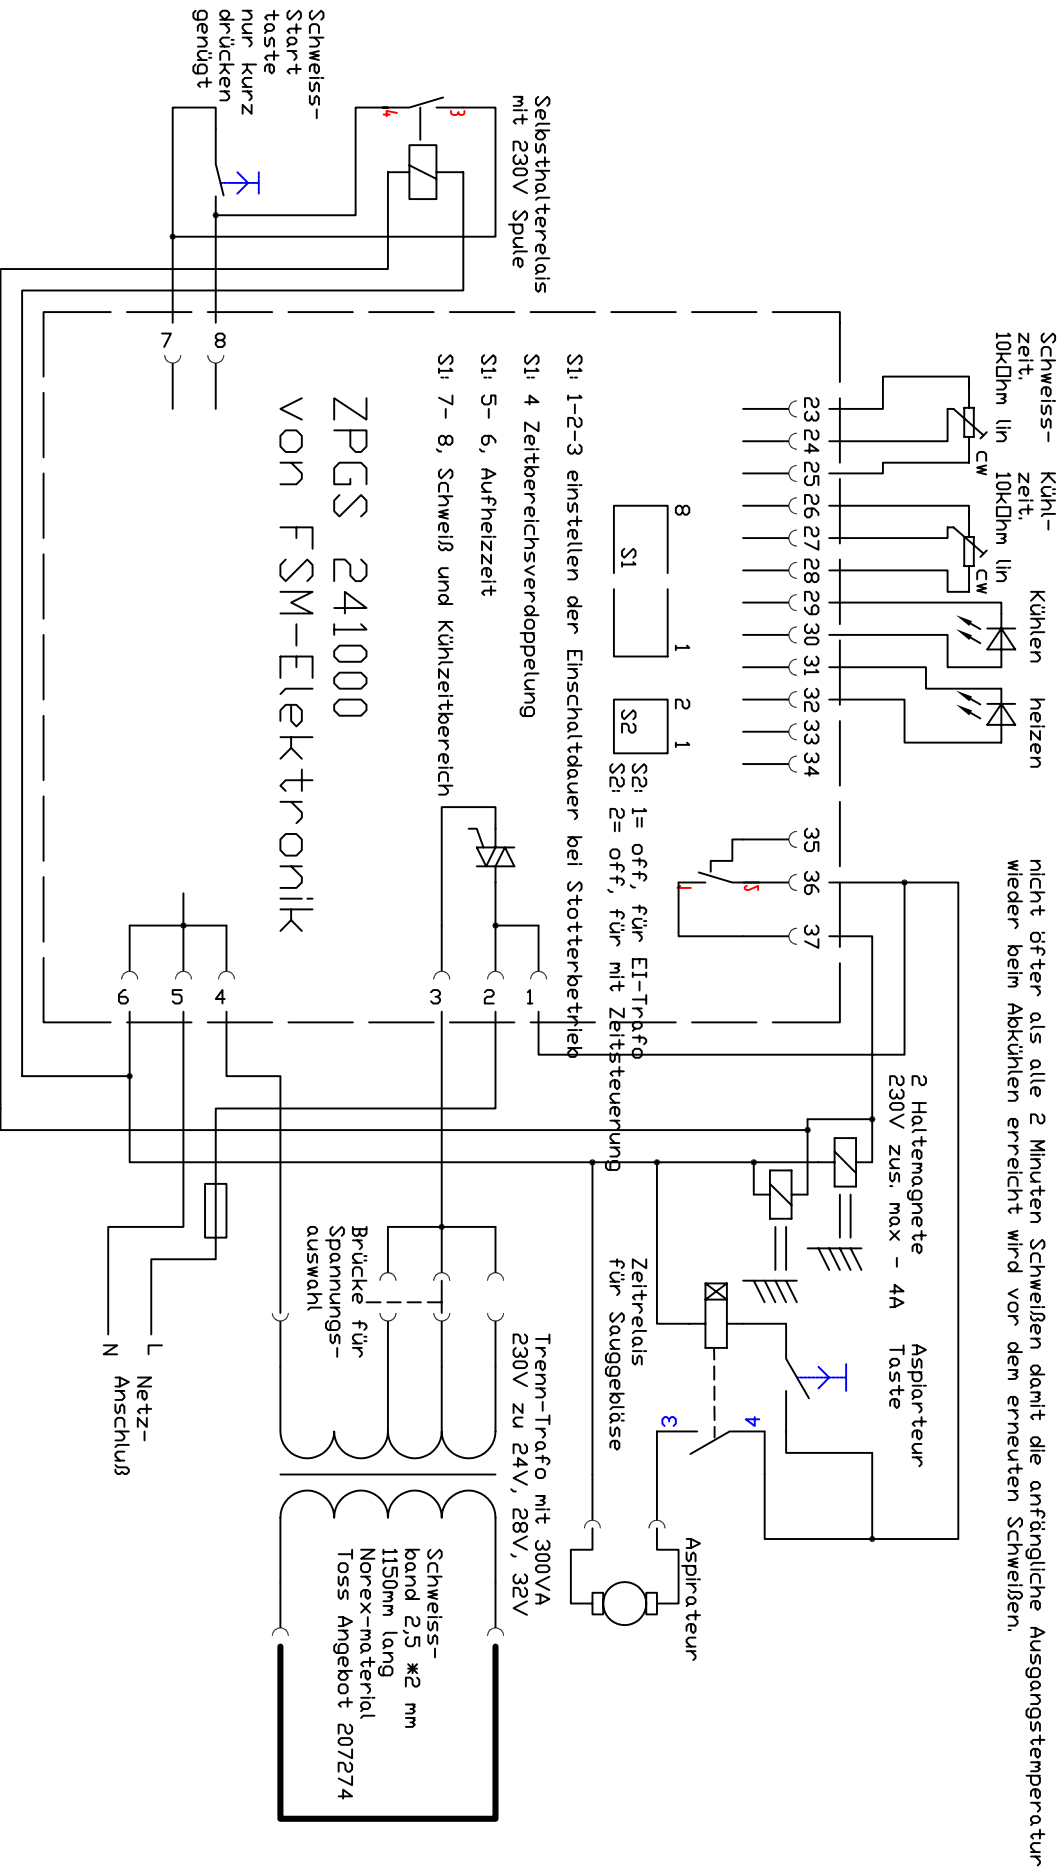 Schweiss-
Start
taste
nur kurz
drücken
genügt
Selbsthalterelais
mit 230V Spule
3
4
Schweiss-
zeit.
10kOhm lin
cw
Kühl-
zeit.
10kOhm lin
cw
Kühlen
heizen
nicht öfter als alle 2 Minuten Schweißen damit die anfängliche Ausgangstemperatur
wieder beim Abkühlen erreicht wird vor dem erneuten Schweißen.
23
24
25
26
27
28
29
30
31
32
33
34
35
36
37
2
1
8
1
S1
2
1
S2
S2: 1= off, für EI-Trafo
S2: 2= off, für mit Zeitsteuerung
S1: 1-2-3 einstellen der Einschaltdauer bei Stotterbetrieb
S1: 4 Zeitbereichsverdoppelung
S1: 5- 6, Aufheizzeit
S1: 7- 8, Schweiß und Kühlzeitbereich
ZPGS 241000
von FSM-Elektronik
8
7
1
2
3
4
5
6
2 Haltemagnete
230V zus. max - 4A
Aspiarteur
Taste
Zeitrelais
für Sauggebläse
4
3
Aspirateur
Brücke für
Spannungs-
auswahl
Trenn-Trafo mit 300VA
230V zu 24V, 28V, 32V
Schweiss-
band 2,5 *2 mm
1150mm lang
Norex-material
Toss Angebot 207274
L
N
Netz-
Anschluß